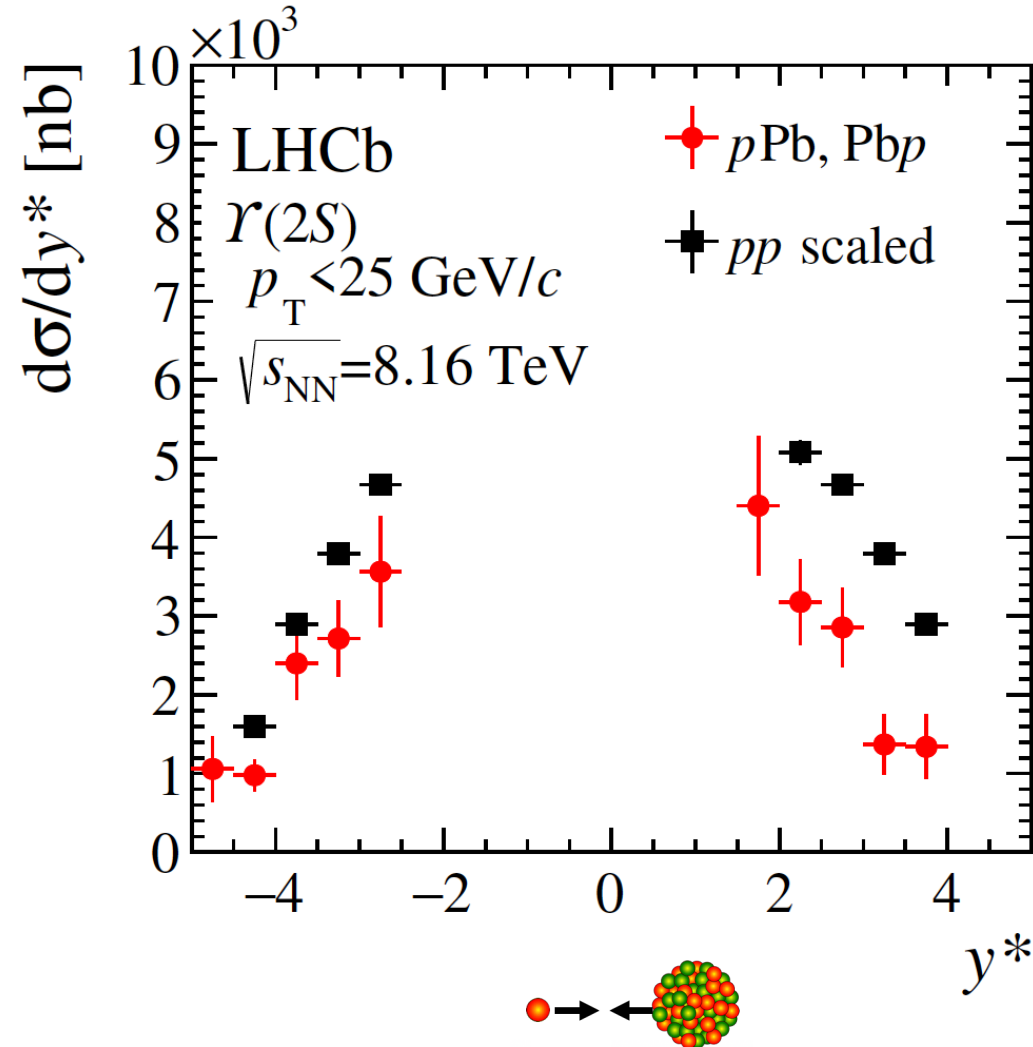 ×10³
dσ/dy* [nb]
10
9
8
7
6
5
4
3
2
1
0
LHCb
ϒ(2S)
p_T <25 GeV/c
√s_NN=8.16 TeV
pPb, Pbp
pp scaled
−4 −2 0 2 4
y*